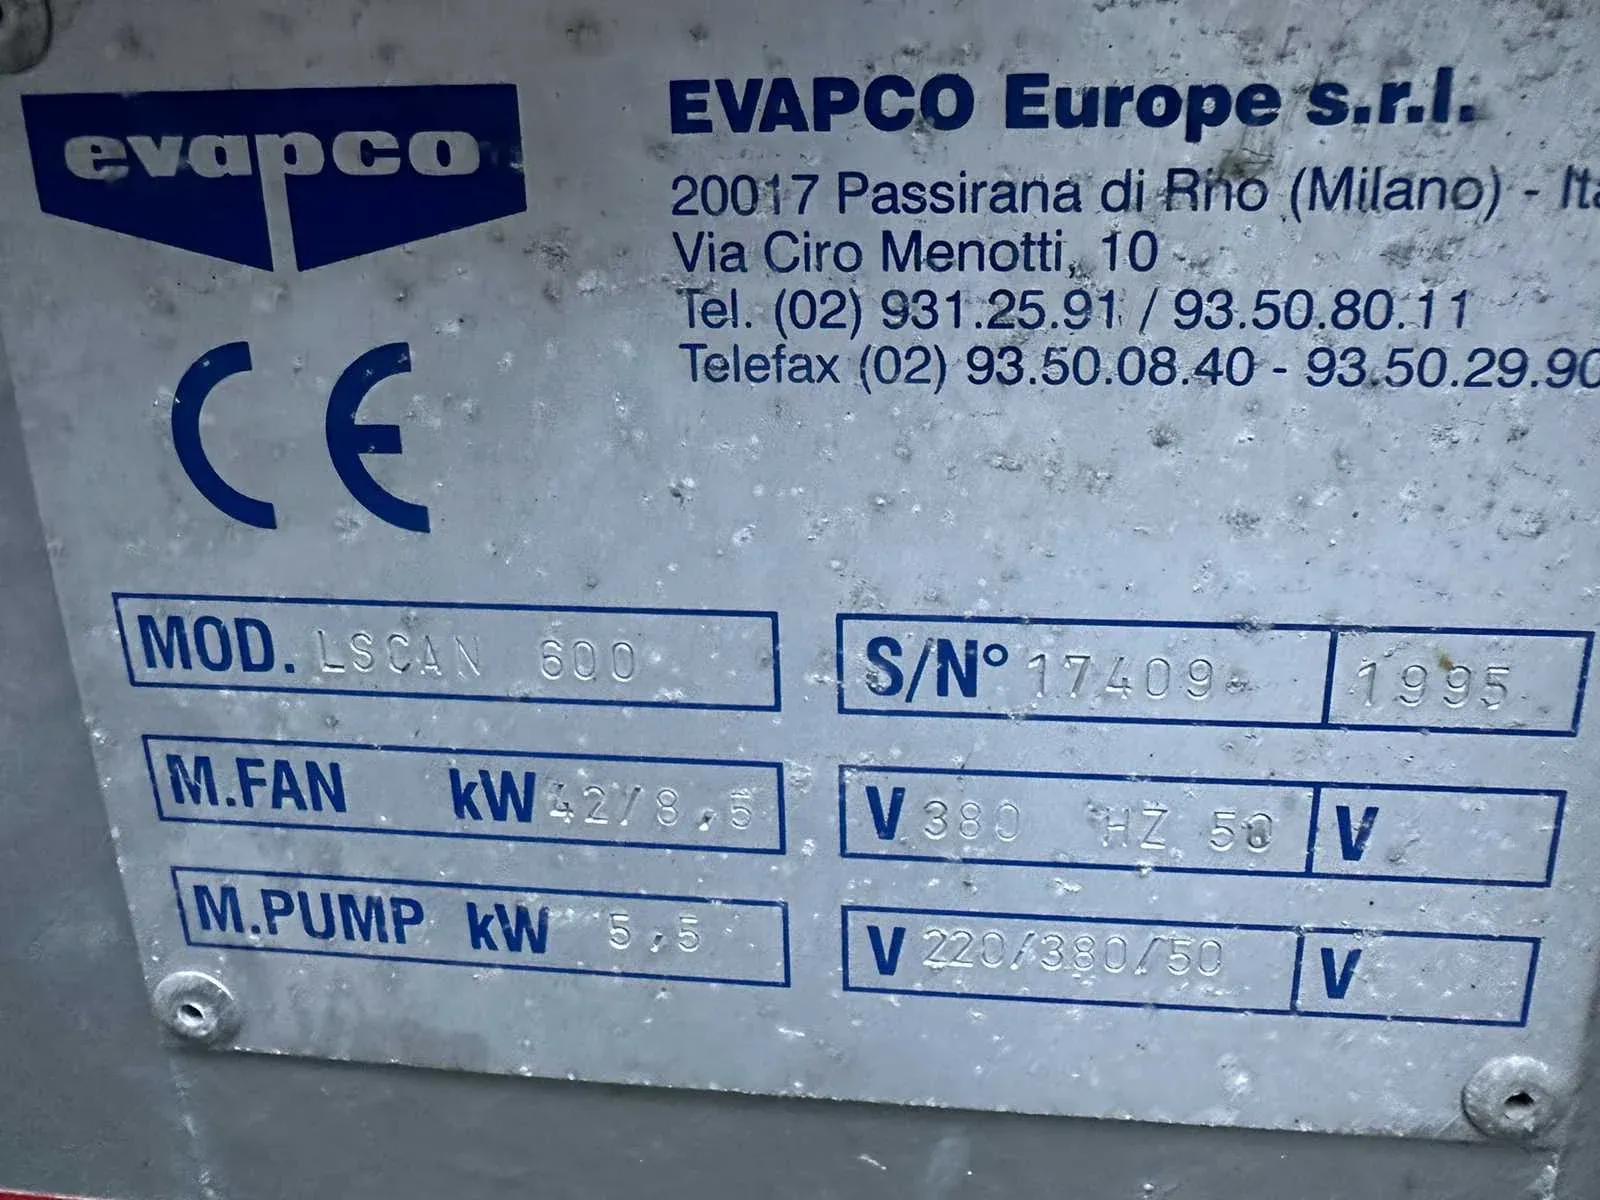 evapco
EVAPCO Europe s.r.l.
20017 Passirana di Rho (Milano) - Ita
Via Ciro Menotti, 10
Tel. (02) 931.25.91 / 93.50.80.11
Telefax (02) 93.50.08.40 - 93.50.29.90
CE
MOD. LSCAN 600
S/N° 17409 1995
M.FAN kW 42/8,5
V 380 HZ 50 V
M.PUMP kW 5,5
V 220/380/50 V